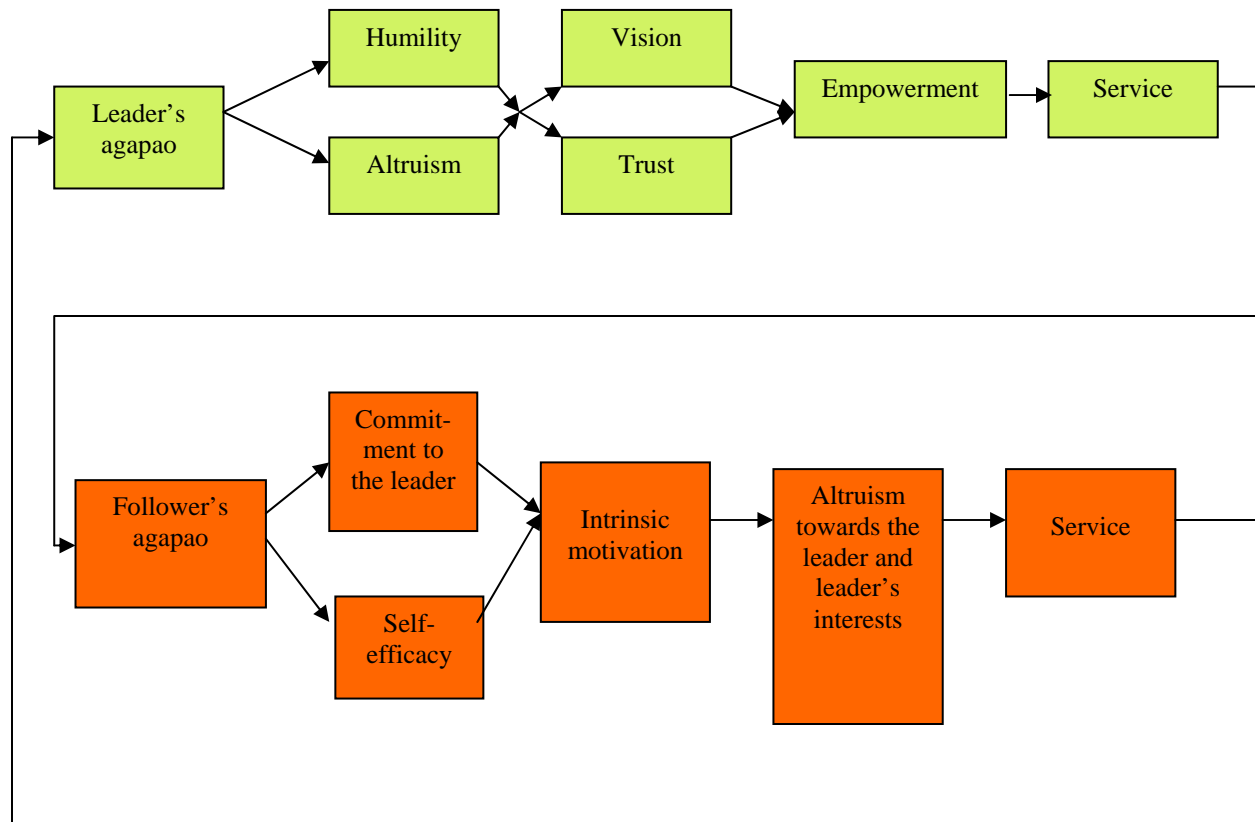 Leader’s
agapao
Humility
Altruism
Vision
Trust
Empowerment
Service
Follower’s
agapao
Commit-
ment to
the leader
Self-
efficacy
Intrinsic
motivation
Altruism
towards the
leader and
leader’s
interests
Service